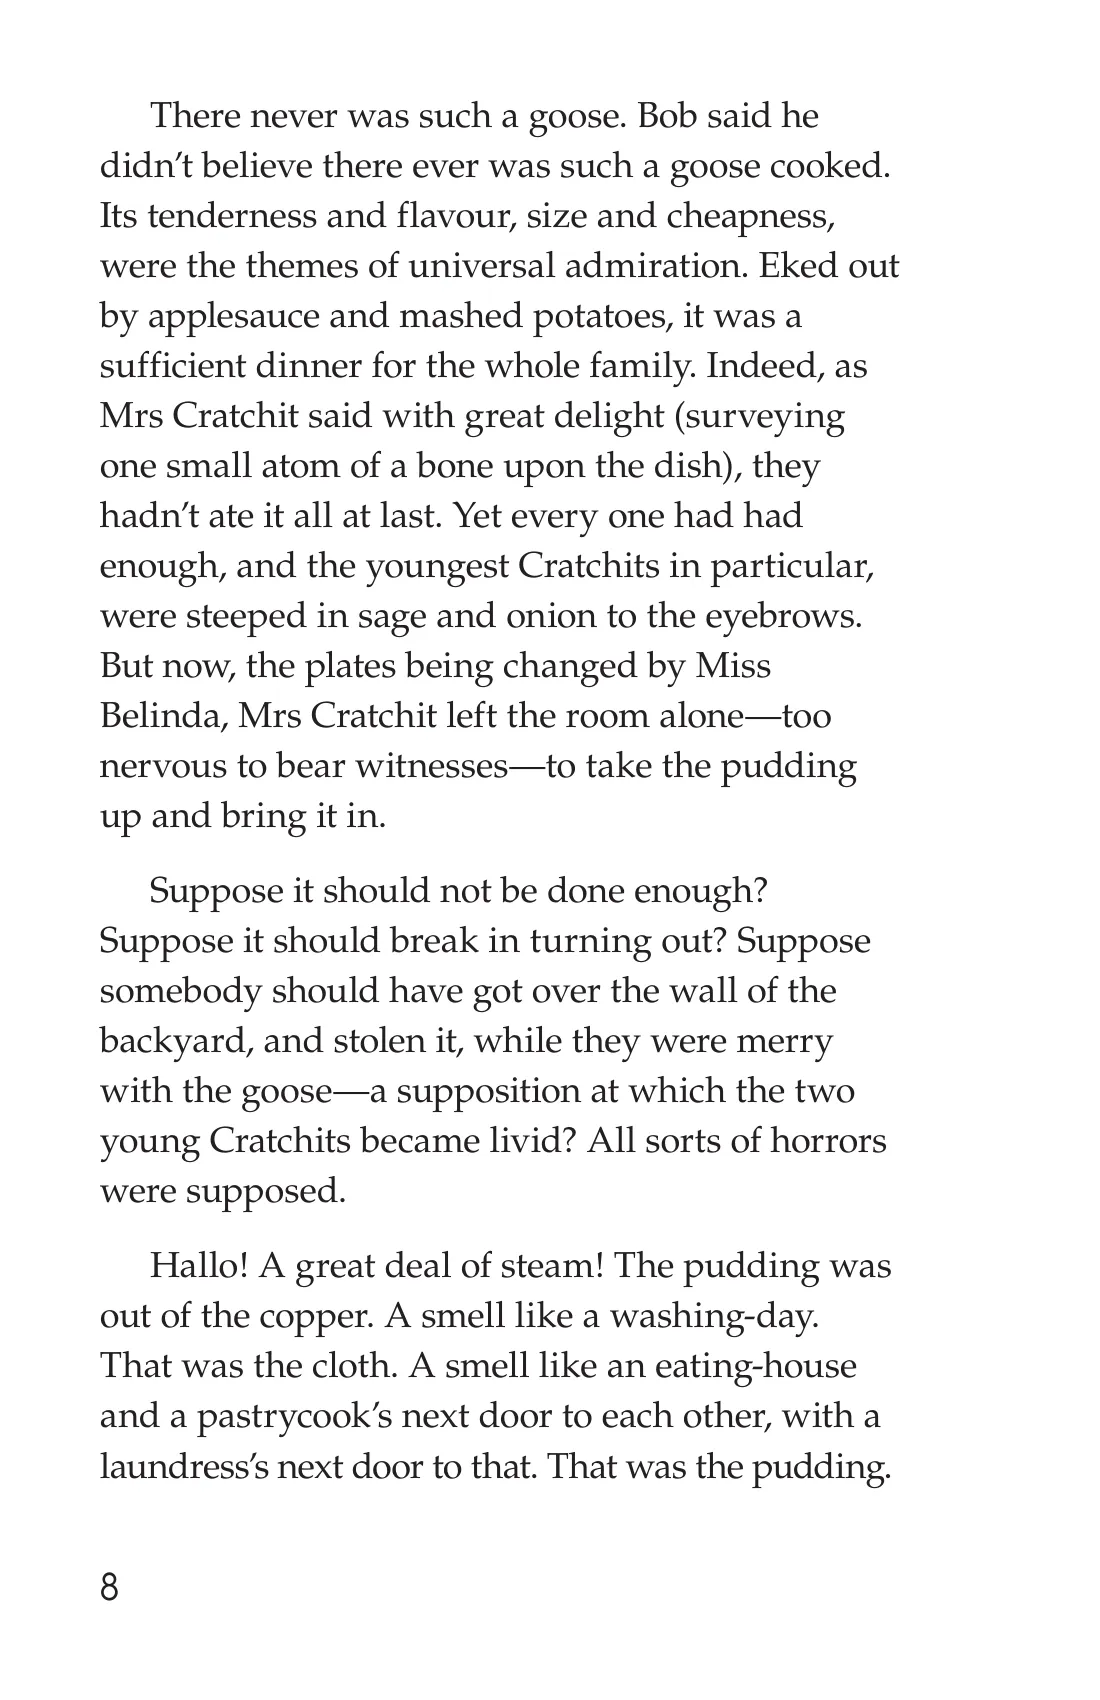 There never was such a goose. Bob said he
didn’t believe there ever was such a goose cooked.
Its tenderness and flavour, size and cheapness,
were the themes of universal admiration. Eked out
by applesauce and mashed potatoes, it was a
sufficient dinner for the whole family. Indeed, as
Mrs Cratchit said with great delight (surveying
one small atom of a bone upon the dish), they
hadn’t ate it all at last. Yet every one had had
enough, and the youngest Cratchits in particular,
were steeped in sage and onion to the eyebrows.
But now, the plates being changed by Miss
Belinda, Mrs Cratchit left the room alone—too
nervous to bear witnesses—to take the pudding
up and bring it in.
Suppose it should not be done enough?
Suppose it should break in turning out? Suppose
somebody should have got over the wall of the
backyard, and stolen it, while they were merry
with the goose—a supposition at which the two
young Cratchits became livid? All sorts of horrors
were supposed.
Hallo! A great deal of steam! The pudding was
out of the copper. A smell like a washing-day.
That was the cloth. A smell like an eating-house
and a pastrycook’s next door to each other, with a
laundress’s next door to that. That was the pudding.
8